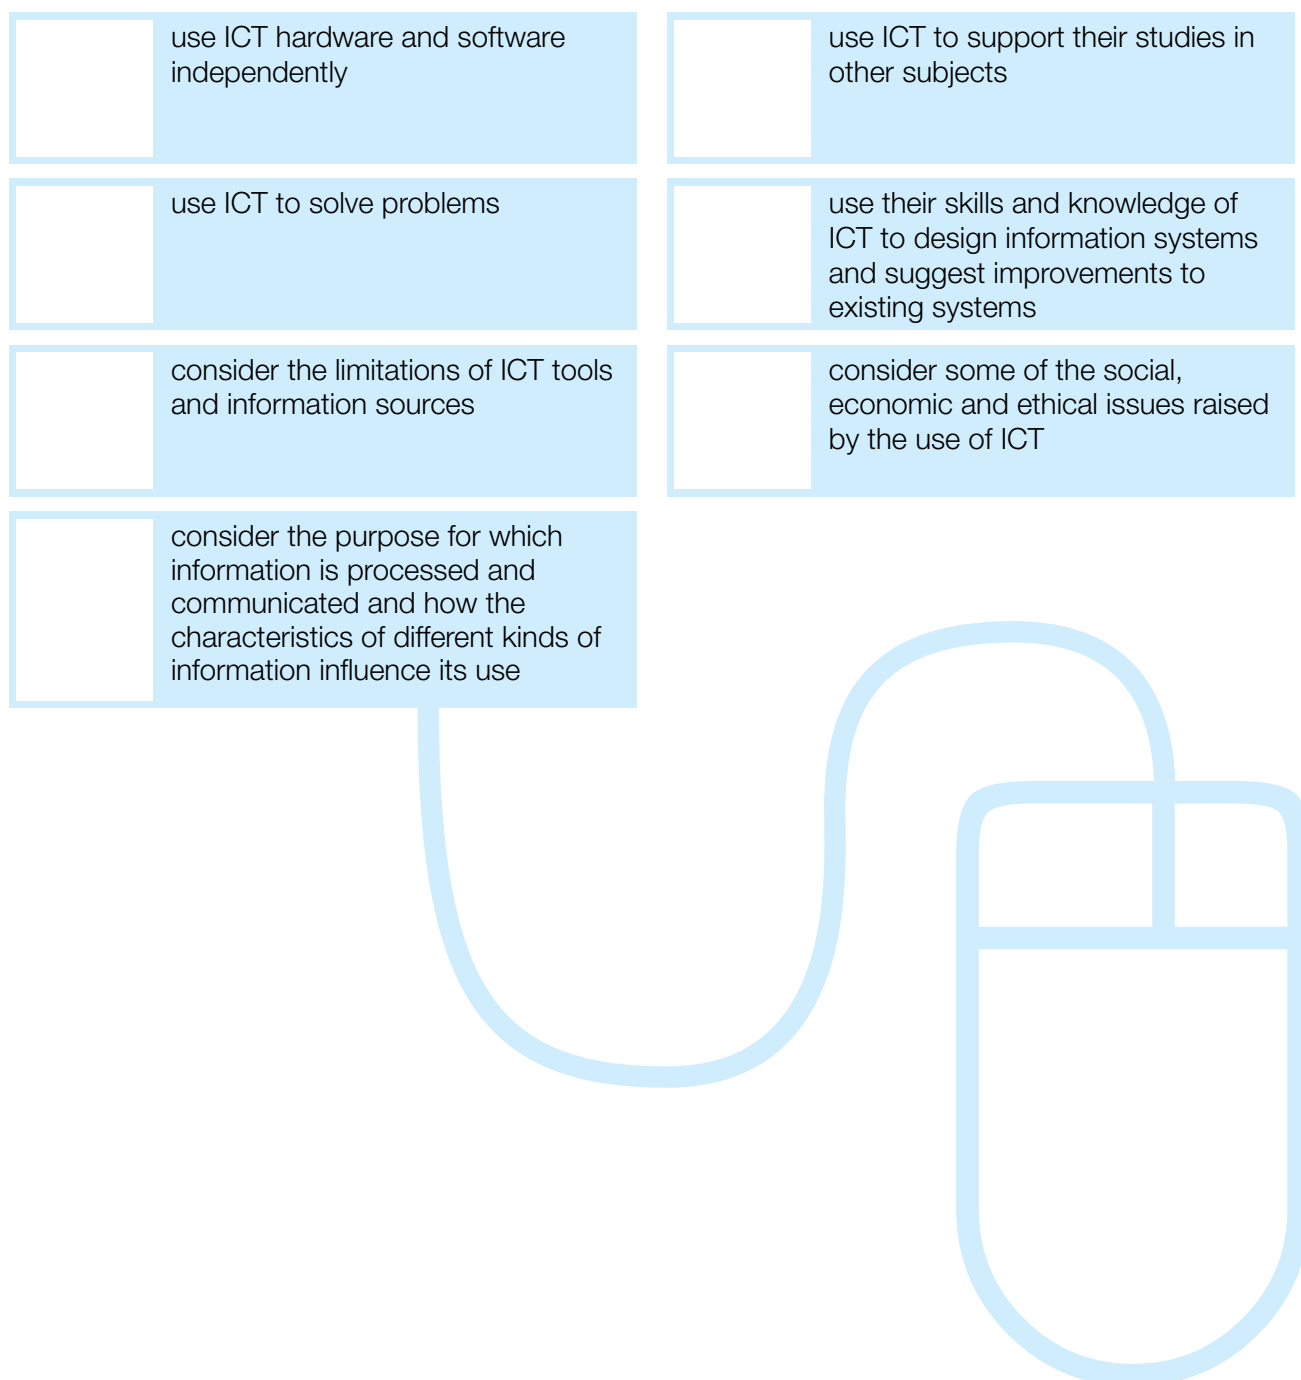 use ICT hardware and software
independently
use ICT to support their studies in
other subjects
use ICT to solve problems
use their skills and knowledge of
ICT to design information systems
and suggest improvements to
existing systems
consider the limitations of ICT tools
and information sources
consider some of the social,
economic and ethical issues raised
by the use of ICT
consider the purpose for which
information is processed and
communicated and how the
characteristics of different kinds of
information influence its use